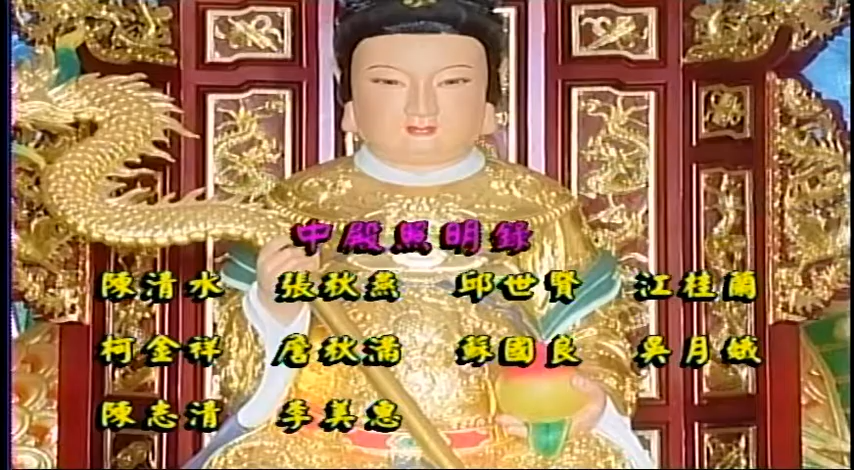 中殿照明錄
陳清水 張秋燕 邱世賢 江桂蘭
柯金祥 詹秋滿 蘇國良 吳月娥
陳志清 李美惠